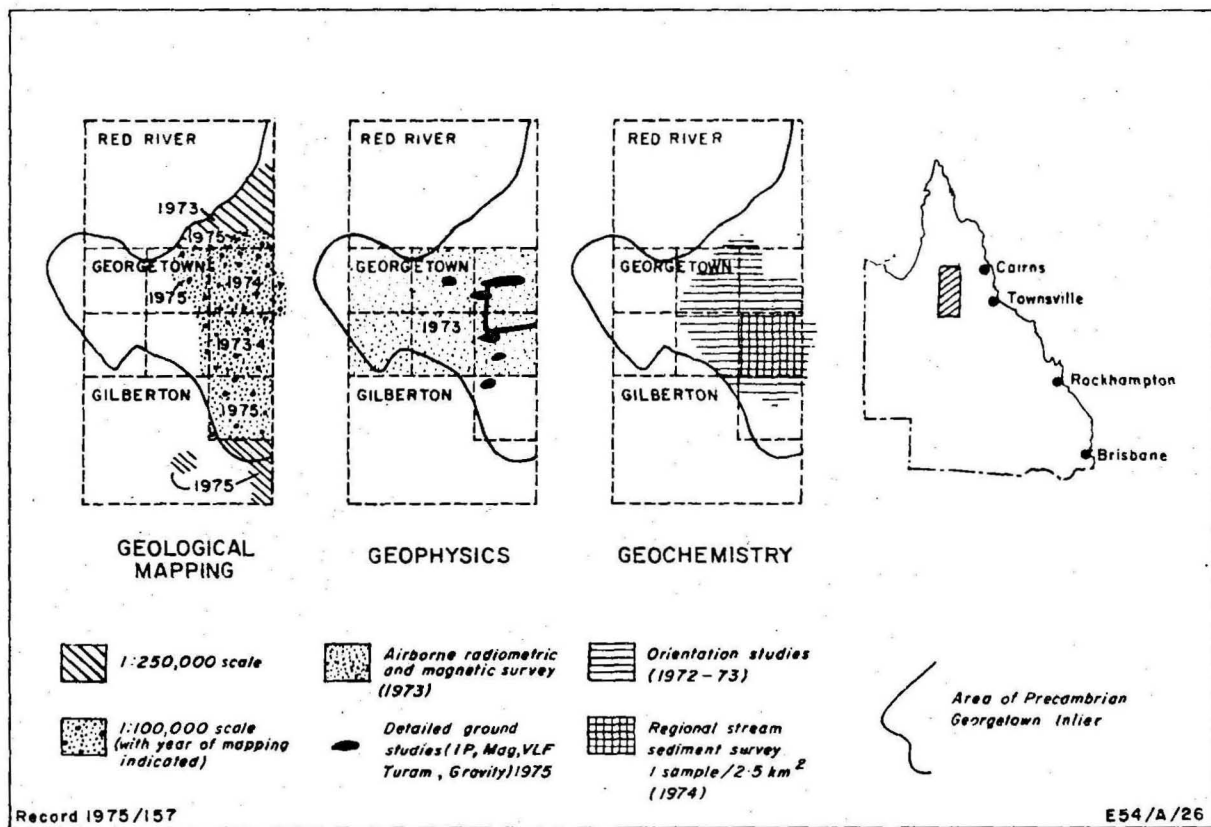 RED RIVER
1973
1975
GEORGETOWN
1974
1975
1973
GILBERTON
1975
1975
GEOLOGICAL
MAPPING
RED RIVER
GEORGETOWN
1973
GILBERTON
GEOPHYSICS
RED RIVER
GEORGETOWN
GILBERTON
GEOCHEMISTRY
Cairns
Townsville
Rockhampton
Brisbane
1:250,000 scale
1:100,000 scale
(with year of mapping
indicated)
Airborne radiometric
and magnetic survey
(1973)
Detailed ground
studies (IP, Mag, VLF
Turam, Gravity) 1975
Orientation studies
(1972-73)
Regional stream
sediment survey
1 sample/2·5 km²
(1974)
Area of Precambrian
Georgetown Inlier
Record 1975/157
E54/A/26